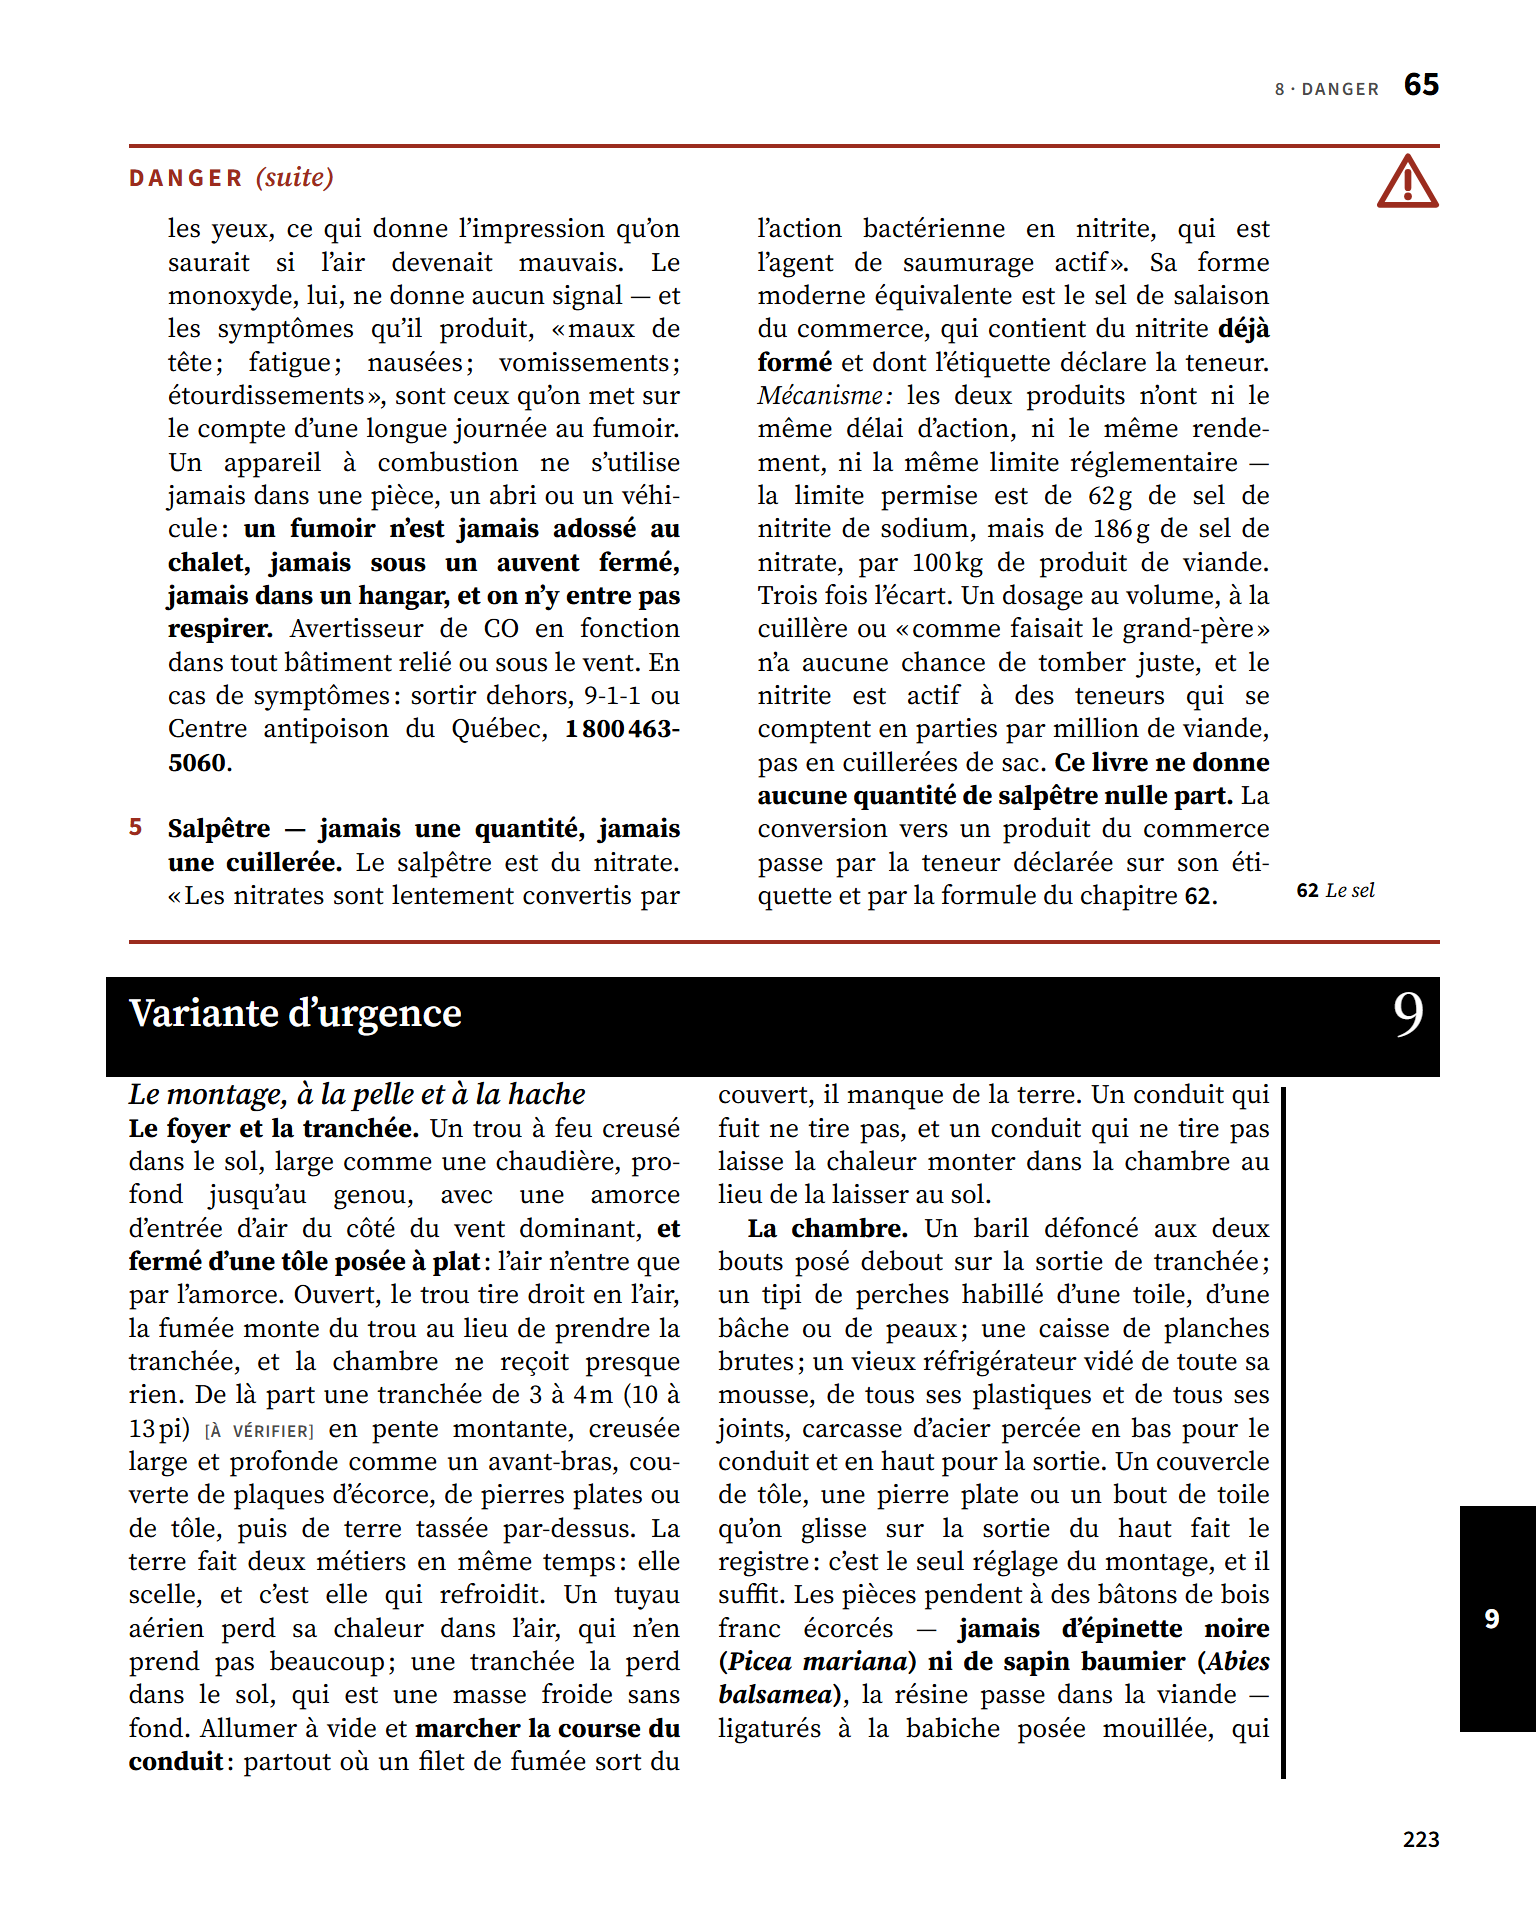 8 · DANGER 65
DANGER (suite)
les yeux, ce qui donne l’impression qu’on
saurait si l’air devenait mauvais. Le
monoxyde, lui, ne donne aucun signal — et
les symptômes qu’il produit, « maux de
tête ; fatigue ; nausées ; vomissements ;
étourdissements », sont ceux qu’on met sur
le compte d’une longue journée au fumoir.
Un appareil à combustion ne s’utilise
jamais dans une pièce, un abri ou un véhi-
cule : un fumoir n’est jamais adossé au
chalet, jamais sous un auvent fermé,
jamais dans un hangar, et on n’y entre pas
respirer. Avertisseur de CO en fonction
dans tout bâtiment relié ou sous le vent. En
cas de symptômes : sortir dehors, 9-1-1 ou
Centre antipoison du Québec, 1 800 463-
5060.
5 Salpêtre — jamais une quantité, jamais
une cuillerée. Le salpêtre est du nitrate.
« Les nitrates sont lentement convertis par
l’action bactérienne en nitrite, qui est
l’agent de saumurage actif ». Sa forme
moderne équivalente est le sel de salaison
du commerce, qui contient du nitrite déjà
formé et dont l’étiquette déclare la teneur.
Mécanisme : les deux produits n’ont ni le
même délai d’action, ni le même rende-
ment, ni la même limite réglementaire —
la limite permise est de 62 g de sel de
nitrite de sodium, mais de 186 g de sel de
nitrate, par 100 kg de produit de viande.
Trois fois l’écart. Un dosage au volume, à la
cuillère ou « comme faisait le grand-père »
n’a aucune chance de tomber juste, et le
nitrite est actif à des teneurs qui se
comptent en parties par million de viande,
pas en cuillerées de sac. Ce livre ne donne
aucune quantité de salpêtre nulle part. La
conversion vers un produit du commerce
passe par la teneur déclarée sur son éti-
quette et par la formule du chapitre 62.
62 Le sel
Variante d’urgence 9
Le montage, à la pelle et à la hache
Le foyer et la tranchée. Un trou à feu creusé
dans le sol, large comme une chaudière, pro-
fond jusqu’au genou, avec une amorce
d’entrée d’air du côté du vent dominant, et
fermé d’une tôle posée à plat : l’air n’entre que
par l’amorce. Ouvert, le trou tire droit en l’air,
la fumée monte du trou au lieu de prendre la
tranchée, et la chambre ne reçoit presque
rien. De là part une tranchée de 3 à 4 m (10 à
13 pi) [À VÉRIFIER] en pente montante, creusée
large et profonde comme un avant-bras, cou-
verte de plaques d’écorce, de pierres plates ou
de tôle, puis de terre tassée par-dessus. La
terre fait deux métiers en même temps : elle
scelle, et c’est elle qui refroidit. Un tuyau
aérien perd sa chaleur dans l’air, qui n’en
prend pas beaucoup ; une tranchée la perd
dans le sol, qui est une masse froide sans
fond. Allumer à vide et marcher la course du
conduit : partout où un filet de fumée sort du
couvert, il manque de la terre. Un conduit qui
fuit ne tire pas, et un conduit qui ne tire pas
laisse la chaleur monter dans la chambre au
lieu de la laisser au sol.
La chambre. Un baril défoncé aux deux
bouts posé debout sur la sortie de tranchée ;
un tipi de perches habillé d’une toile, d’une
bâche ou de peaux ; une caisse de planches
brutes ; un vieux réfrigérateur vidé de toute sa
mousse, de tous ses plastiques et de tous ses
joints, carcasse d’acier percée en bas pour le
conduit et en haut pour la sortie. Un couvercle
de tôle, une pierre plate ou un bout de toile
qu’on glisse sur la sortie du haut fait le
registre : c’est le seul réglage du montage, et il
suffit. Les pièces pendent à des bâtons de bois
franc écorcés — jamais d’épinette noire
(Picea mariana) ni de sapin baumier (Abies
balsamea), la résine passe dans la viande —
ligaturés à la babiche posée mouillée, qui
9
223